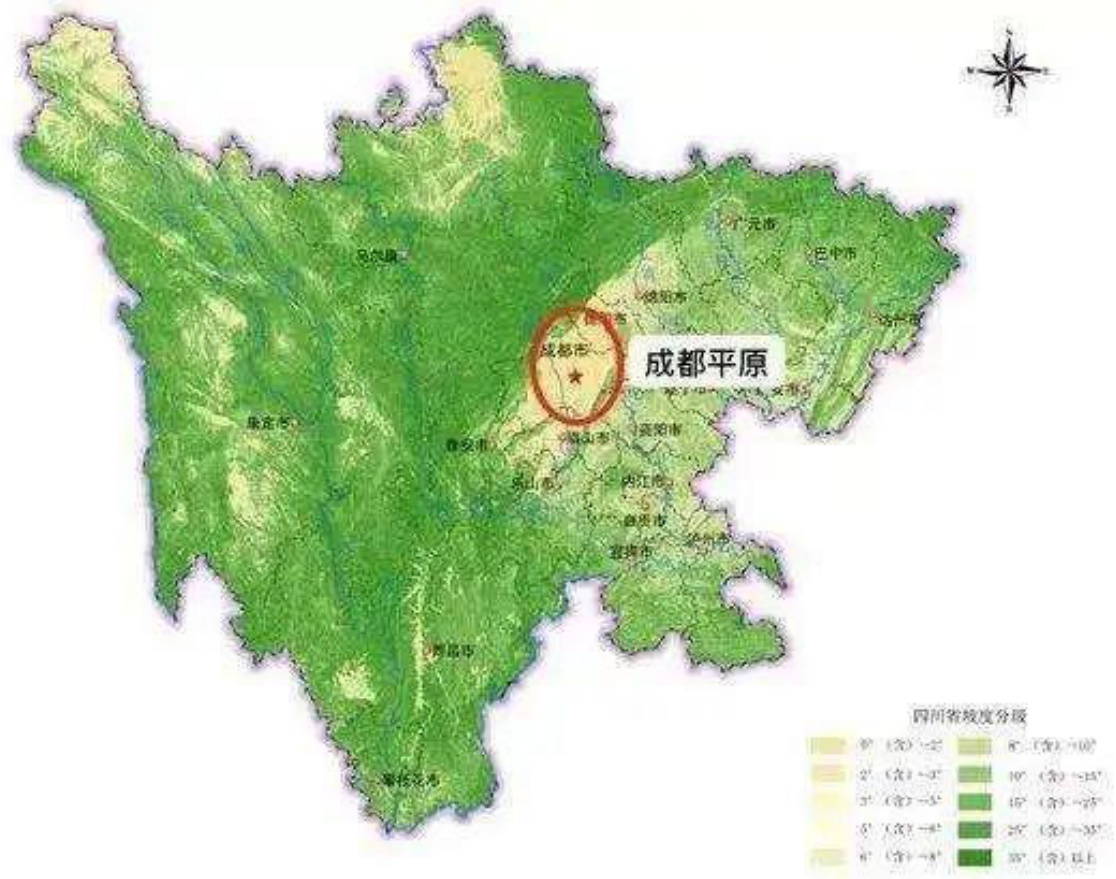 广元市
巴中市
马尔康
绵阳市
达州市
成都市
成都平原
康定市
雅安市
眉山市
资阳市
乐山市
内江市
自贡市
宜宾市
泸州市
西昌市
攀枝花市
四川省坡度分级
0°（含）~2°
8°（含）~10°
2°（含）~3°
10°（含）~15°
3°（含）~5°
15°（含）~25°
5°（含）~6°
25°（含）~35°
6°（含）~8°
35°（含）以上